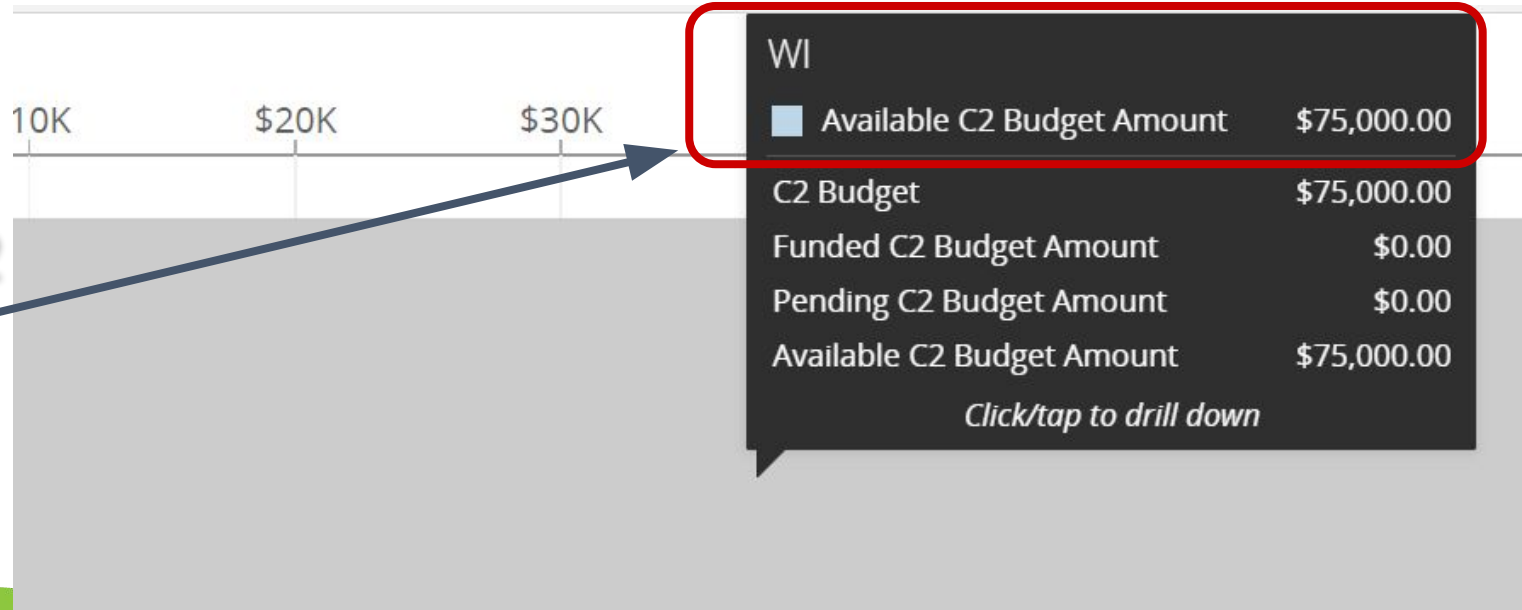 WI
10K $20K $30K
Available C2 Budget Amount $75,000.00
C2 Budget $75,000.00
Funded C2 Budget Amount $0.00
Pending C2 Budget Amount $0.00
Available C2 Budget Amount $75,000.00
Click/tap to drill down